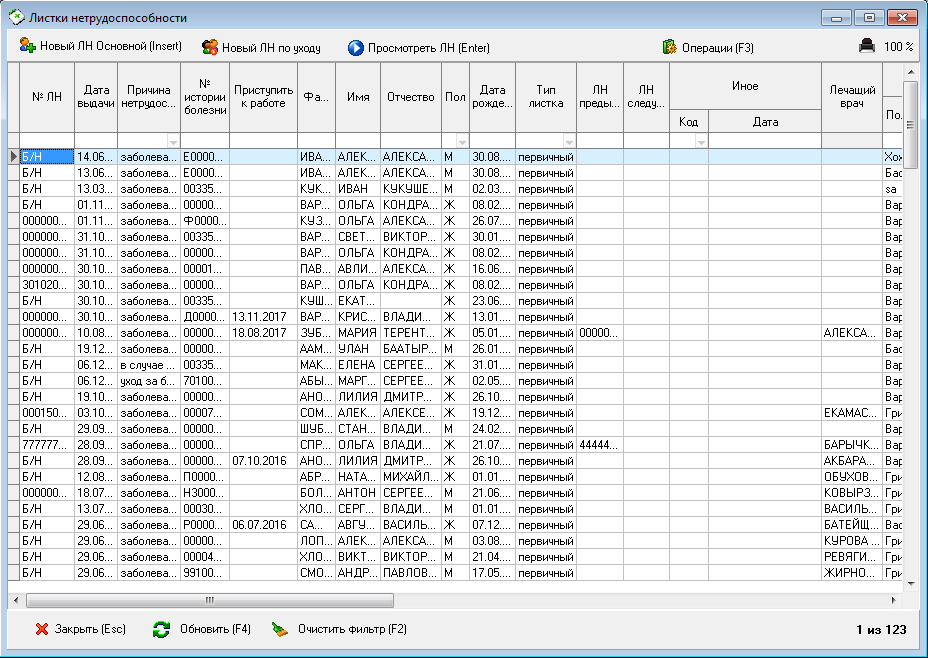 Листки нетрудоспособности
Новый ЛН Основной (Insert) Новый ЛН по уходу Просмотреть ЛН (Enter) Операции (F3) 100 %
№ ЛН Дата выдачи Причина нетрудос... № истории болезни Приступить к работе Фа... Имя Отчество Пол Дата рожде... Тип листка ЛН преды... ЛН следу... Иное Код Дата Лечащий врач По
Б/Н 14.06... заболева... Е0000... ИВА... АЛЕК... АЛЕКСА... М 30.08.... первичный Хох
Б/Н 13.06... заболева... Е0000... ИВА... АЛЕК... АЛЕКСА... М 30.08.... первичный Бас
Б/Н 13.03... заболева... 00335... КУК... ИВАН КУКУШЕ... М 02.03.... первичный за
Б/Н 01.11... заболева... 00000... ВАР... ОЛЬГА КОНДРА... Ж 08.02.... первичный Вар
000000... 01.11... заболева... Ф0000... КУЗ... ОЛЬГА АЛЕКСА... Ж 26.07.... первичный Вар
000000... 31.10... заболева... 00335... ВАР... СВЕТ... ВИКТОР... Ж 30.01.... первичный Вар
000000... 31.10... заболева... 00000... ВАР... ОЛЬГА КОНДРА... Ж 08.02.... первичный Вар
000000... 30.10... заболева... 00001... ПАВ... АВЛИ... АЛЕКСА... Ж 16.06.... первичный Вар
301020... 30.10... заболева... 00000... ВАР... ОЛЬГА КОНДРА... Ж 08.02.... первичный Вар
Б/Н 30.10... заболева... 00335... КУШ... ЕКАТ... Ж 23.06.... первичный Вар
000000... 30.10... заболева... Д0000... 13.11.2017 ВАР... КРИС... ВЛАДИ... Ж 13.01.... первичный Вар
000000... 10.08... заболева... 00000... 18.08.2017 ЗУБ... МАРИЯ ТЕРЕНТ... Ж 05.01.... первичный 00000... АЛЕКСА... Вар
Б/Н 19.12... заболева... 00000... ААМ... УЛАН БААТЫР... М 26.01.... первичный Бас
Б/Н 06.12... в случае ... 00335... МАК... ЕЛЕНА СЕРГЕЕ... Ж 31.01.... первичный Вар
Б/Н 06.12... уход за б... 70100... АБЫ... МАРГ... СЕРГЕЕ... Ж 02.05.... первичный Вар
Б/Н 19.10... заболева... 00000... АНО... ЛИЛИЯ ДМИТР... Ж 26.10.... первичный Вар
000150... 03.10... заболева... 00007... СОМ... АЛЕК... АЛЕКСЕ... М 19.12.... первичный ЕКАМАС... Гри
Б/Н 29.09... заболева... 00000... ШУБ... СТАН... ВЛАДИ... М 24.02.... первичный Вар
777777... 28.09... заболева... 00000... СПР... ОЛЬГА ВЛАДИ... Ж 21.07.... первичный 44444... БАРЫЧК... Вар
Б/Н 28.09... заболева... 00000... 07.10.2016 АНО... ЛИЛИЯ ДМИТР... Ж 26.10.... первичный АКБАРА... Вар
Б/Н 12.08... заболева... П0000... АБР... НАТА... МИХАЙЛ... Ж 01.01.... первичный ОБУХОВ... Гри
000000... 18.07... заболева... Н3000... БОЛ... АНТОН СЕРГЕЕ... М 21.06.... первичный КОВЫРЗ... Гри
Б/Н 13.07... заболева... 00030... ХЛО... СЕРГ... ВЛАДИ... М 01.01.... первичный ВАСИЛЬ... Гри
Б/Н 29.06... заболева... Р0000... 06.07.2016 СА... АВГУ... ВАСИЛЬ... Ж 07.12.... первичный БАТЕЙЩ... Вас
Б/Н 29.06... заболева... 00000... ЛОП... АЛЕК... АЛЕКСА... М 03.08.... первичный КУРОВА ... Гри
Б/Н 29.06... заболева... 00004... ХЛО... ВИКТ... ВИКТОР... М 21.04.... первичный РЕВЯГИ... Гри
Б/Н 29.06... заболева... 99100... СМО... АНДР... ПАВЛОВ... М 17.05.... первичный ЖИРНО... Гри
Закрыть (Esc) Обновить (F4) Очистить фильтр (F2) 1 из 123